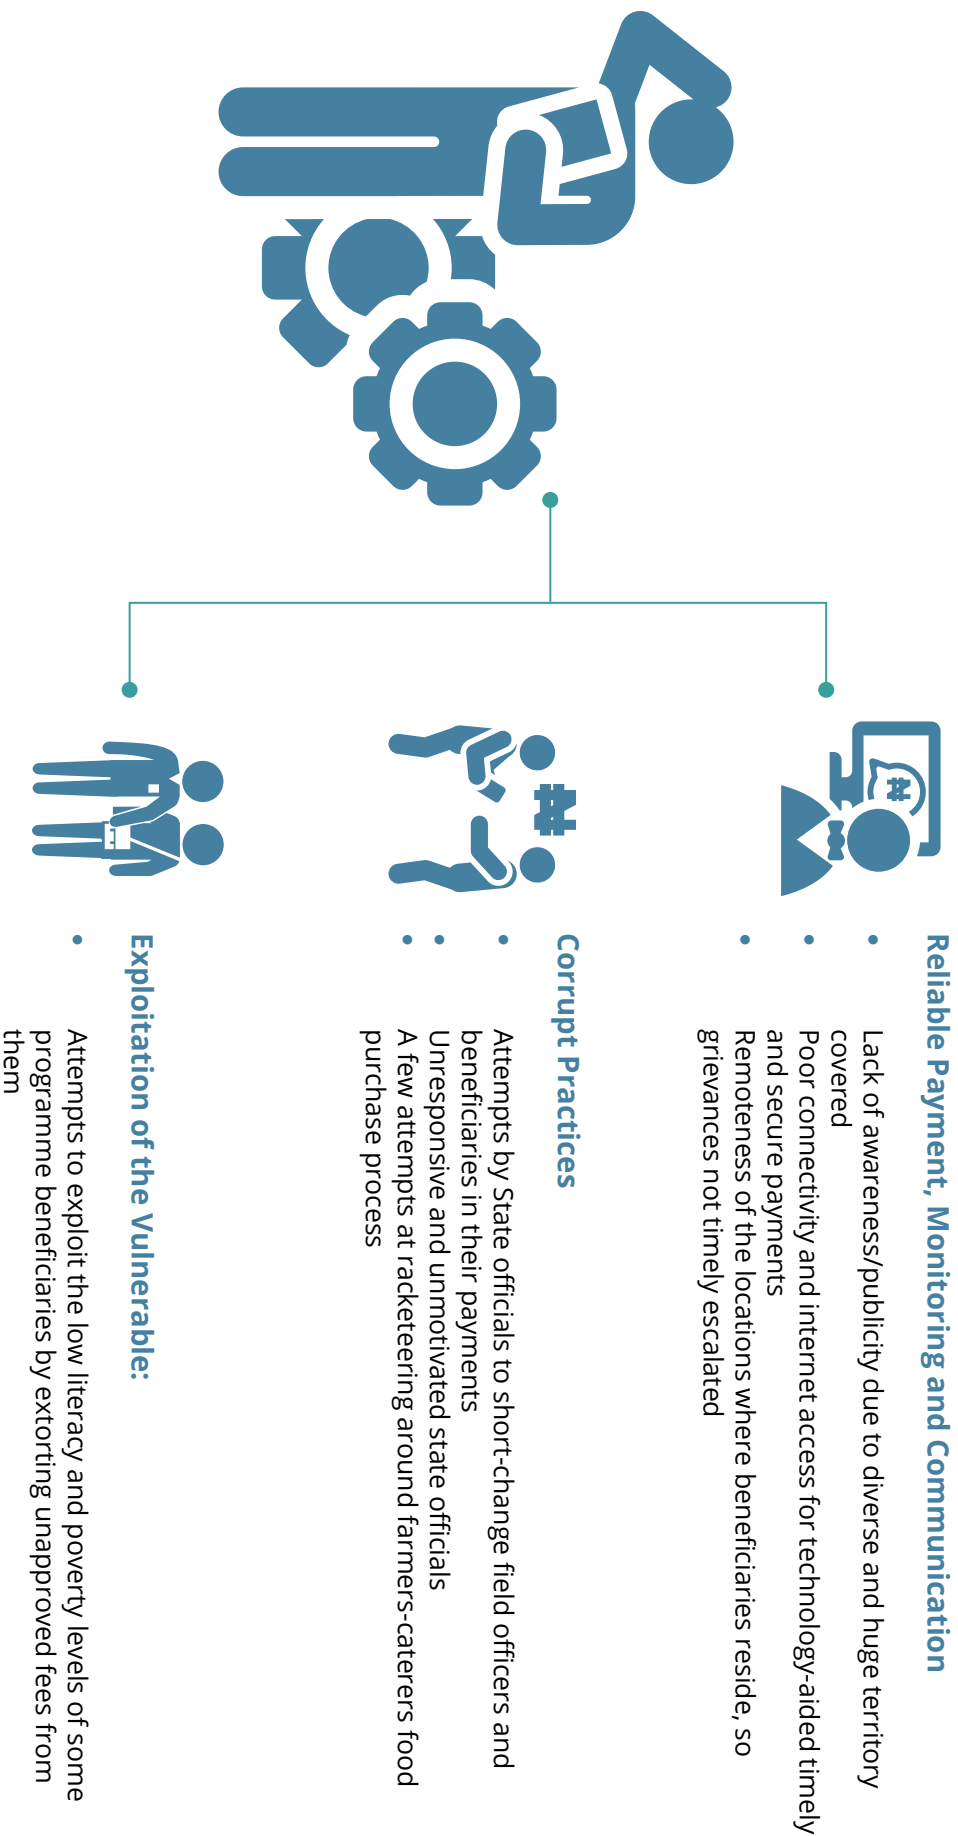 Reliable Payment, Monitoring and Communication
• Lack of awareness/publicity due to diverse and huge territory
covered
• Poor connectivity and internet access for technology-aided timely
and secure payments
• Remoteness of the locations where beneficiaries reside, so
grievances not timely escalated
₦
Corrupt Practices
• Attempts by State officials to short-change field officers and
beneficiaries in their payments
• Unresponsive and unmotivated state officials
• A few attempts at racketeering around farmers-caterers food
purchase process
₦
Exploitation of the Vulnerable:
• Attempts to exploit the low literacy and poverty levels of some
programme beneficiaries by extorting unapproved fees from
them